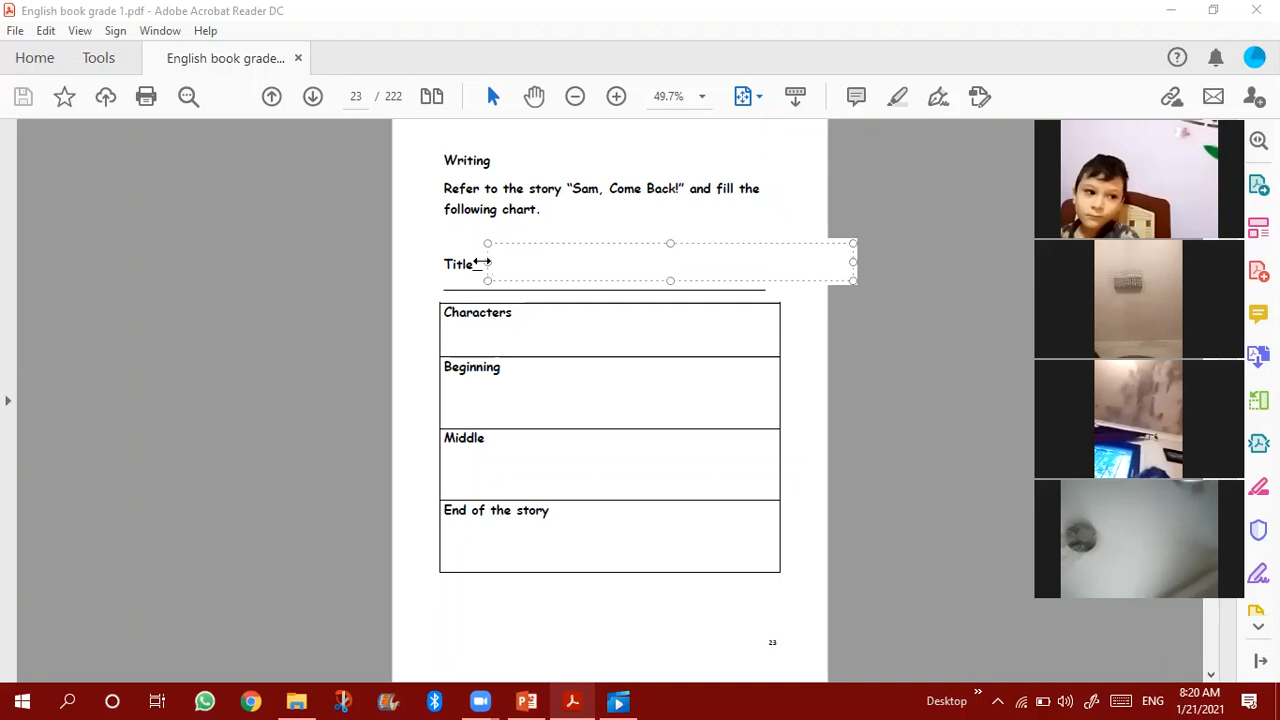 English book grade 1.pdf - Adobe Acrobat Reader DC
File Edit View Sign Window Help
Home Tools English book grade... ×
23 / 222 49.7%
Writing
Refer to the story “Sam, Come Back!” and fill the
following chart.
Title_
Characters
Beginning
Middle
End of the story
23
Desktop » ENG 8:20 AM
1/21/2021